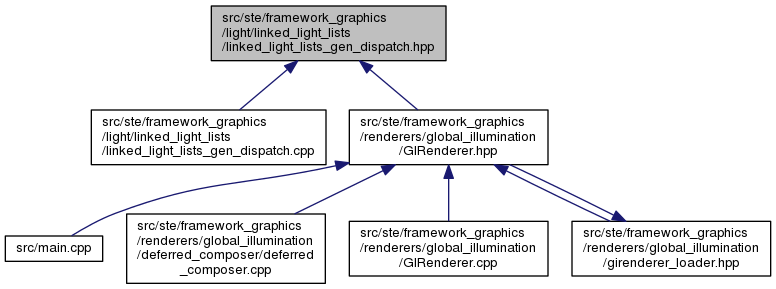 src/ste/framework_graphics
/light/linked_light_lists
/linked_light_lists_gen_dispatch.hpp
src/ste/framework_graphics
/light/linked_light_lists
/linked_light_lists_gen_dispatch.cpp
src/ste/framework_graphics
/renderers/global_illumination
/GIRenderer.hpp
src/main.cpp
src/ste/framework_graphics
/renderers/global_illumination
/deferred_composer/deferred
_composer.cpp
src/ste/framework_graphics
/renderers/global_illumination
/GIRenderer.cpp
src/ste/framework_graphics
/renderers/global_illumination
/girenderer_loader.hpp